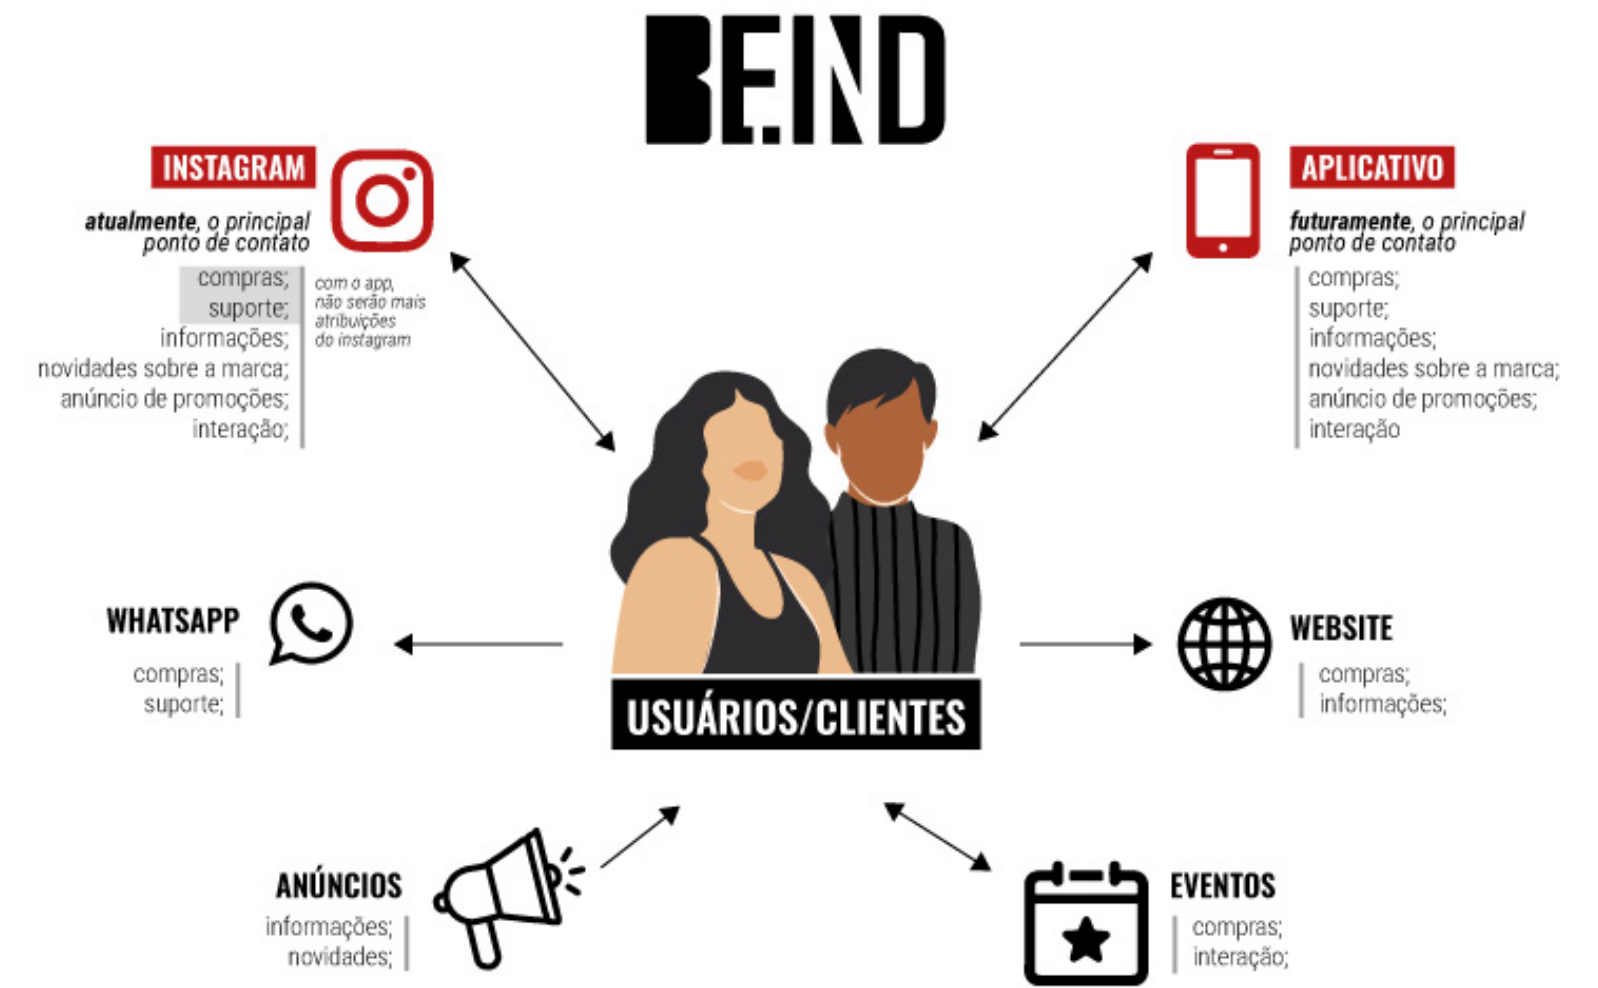 BEIND
INSTAGRAM
atualmente, o principal
ponto de contato
compras;
suporte;
informações;
novidades sobre a marca;
anúncio de promoções;
interação;
com o app,
não serão mais
atribuições
do instagram
APLICATIVO
futuramente, o principal
ponto de contato
compras;
suporte;
informações;
novidades sobre a marca;
anúncio de promoções;
interação
WHATSAPP
compras;
suporte;
USUÁRIOS/CLIENTES
WEBSITE
compras;
informações;
ANÚNCIOS
informações;
novidades;
EVENTOS
compras;
interação;